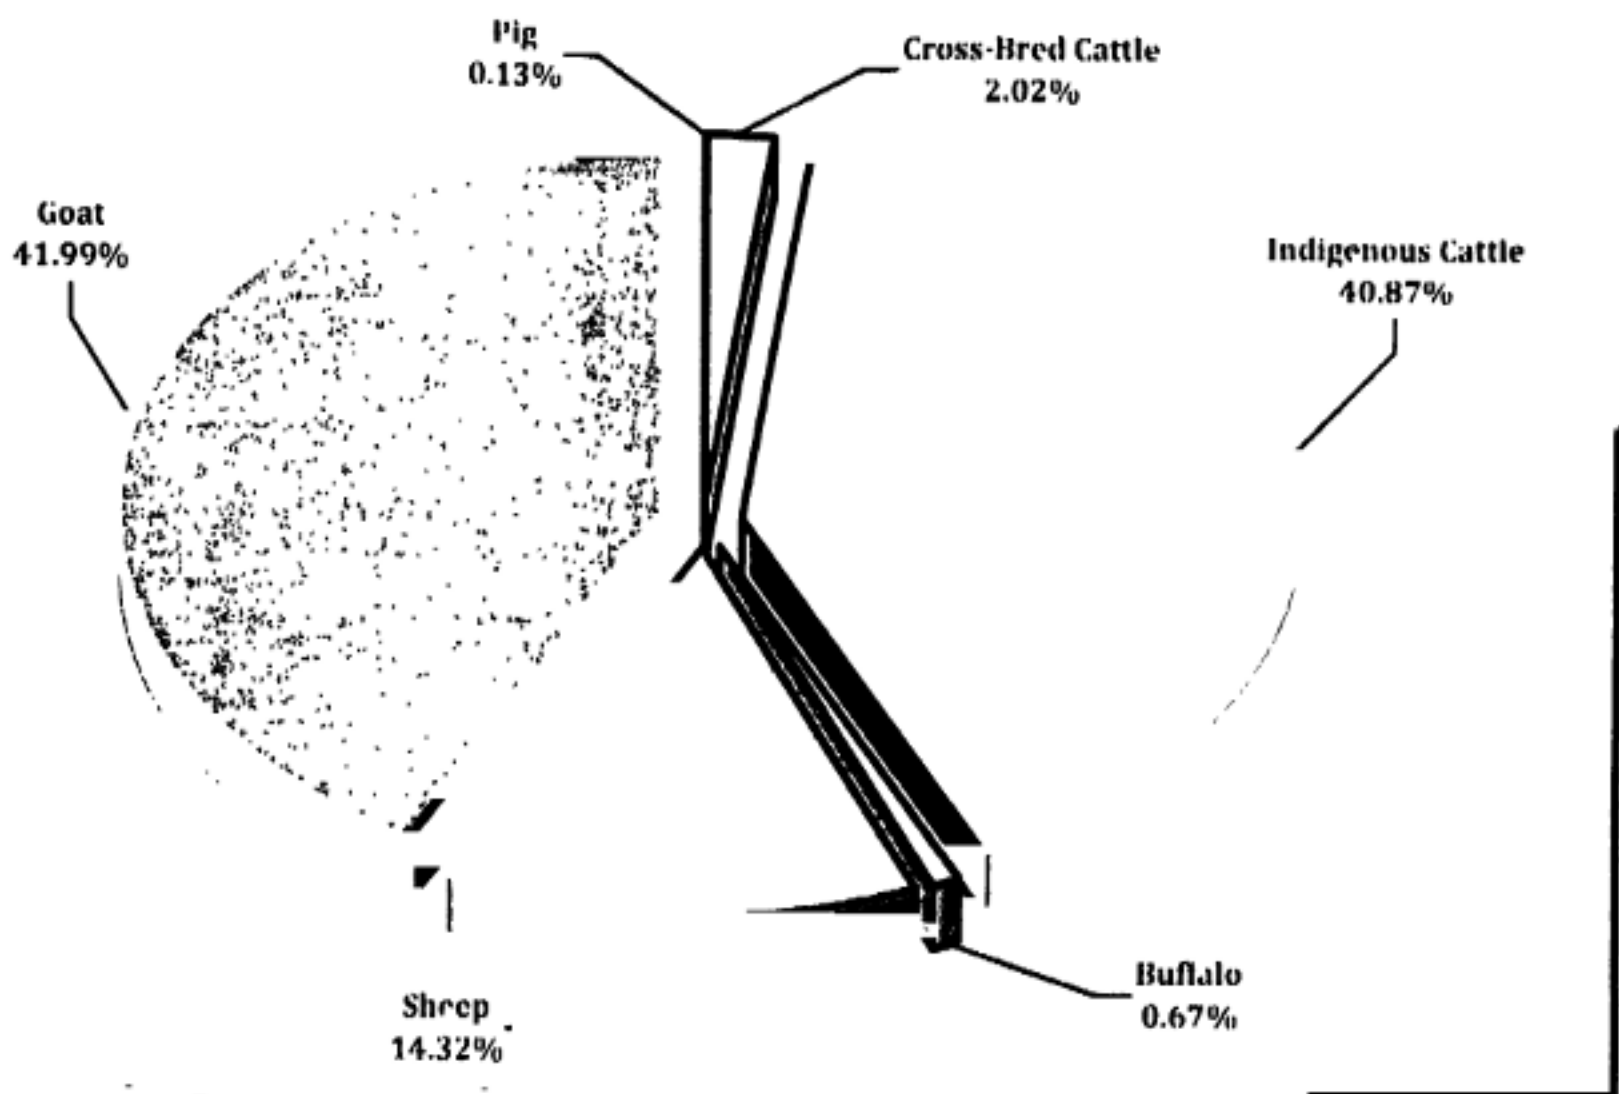 Pig
0.13%
Cross-Bred Cattle
2.02%
Goat
41.99%
Indigenous Cattle
40.87%
Buffalo
0.67%
Sheep
14.32%